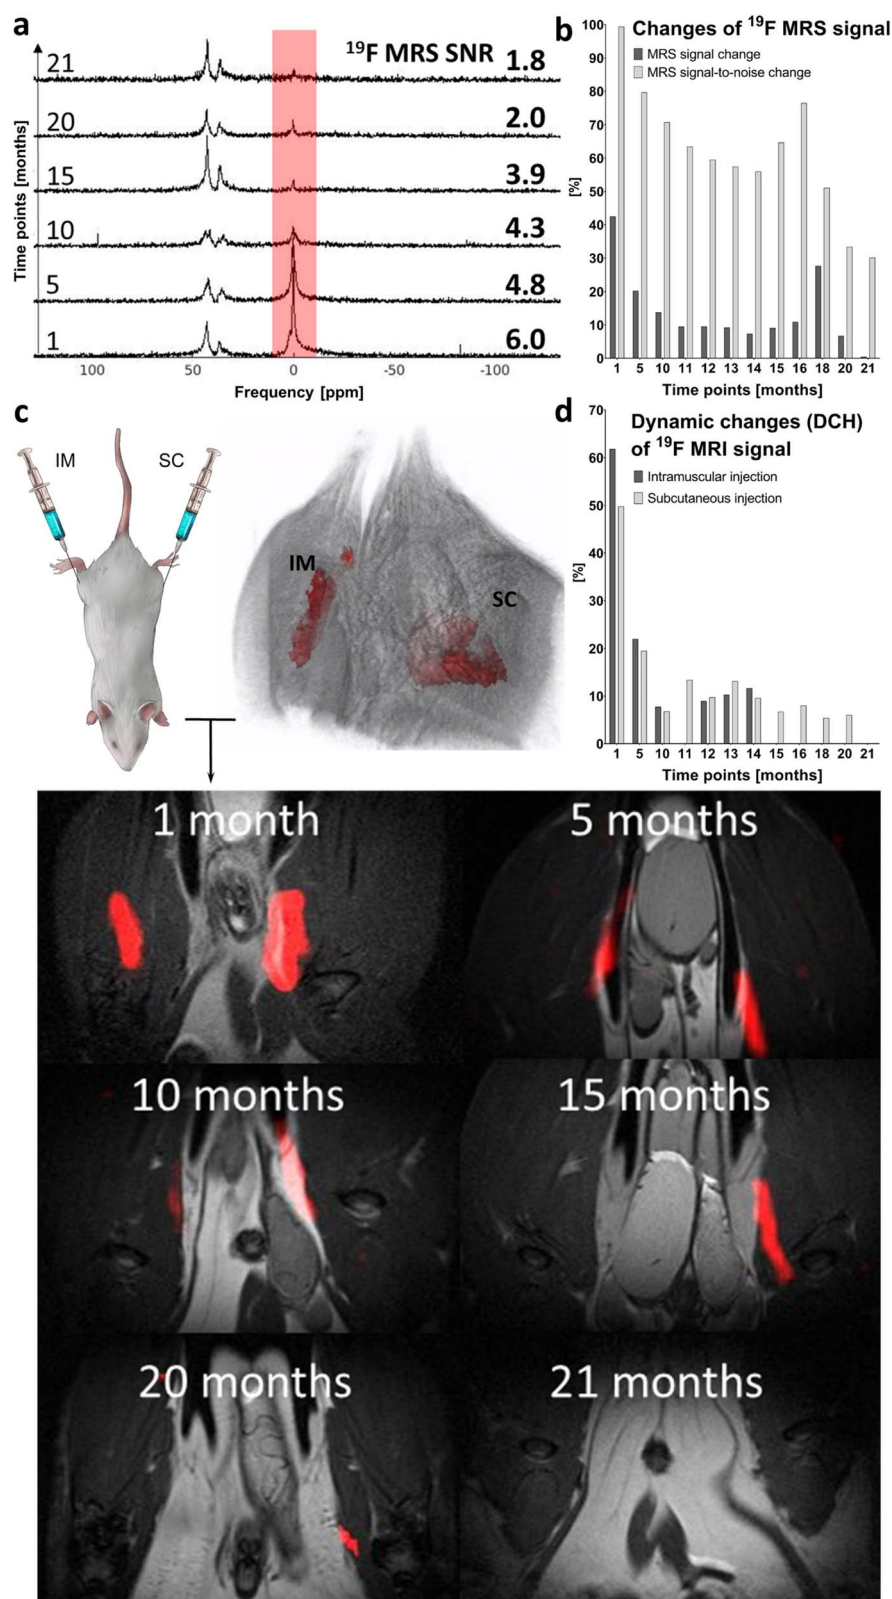 a
Time points [months]
¹⁹F MRS SNR
21 1.8
20 2.0
15 3.9
10 4.3
5 4.8
1 6.0
100 50 0 -50 -100
Frequency [ppm]
b
Changes of ¹⁹F MRS signal
MRS signal change
MRS signal-to-noise change
100
90
80
70
60
50
40
30
20
10
0
[%]
1 5 10 11 12 13 14 15 16 18 20 21
Time points [months]
c
IM SC
IM
SC
d
Dynamic changes (DCH)
of ¹⁹F MRI signal
Intramuscular injection
Subcutaneous injection
70
60
50
40
30
20
10
0
[%]
1 5 10 11 12 13 14 15 16 18 20 21
Time points [months]
1 month
5 months
10 months
15 months
20 months
21 months